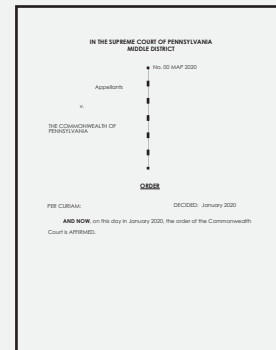 IN THE SUPREME COURT OF PENNSYLVANIA
MIDDLE DISTRICT
No. 00 MAP 2020
Appellants
v.
THE COMMONWEALTH OF
PENNSYLVANIA
ORDER
PER CURIAM: DECIDED: January 2020
AND NOW, on this day in January 2020, the order of the Commonwealth
Court is AFFIRMED.